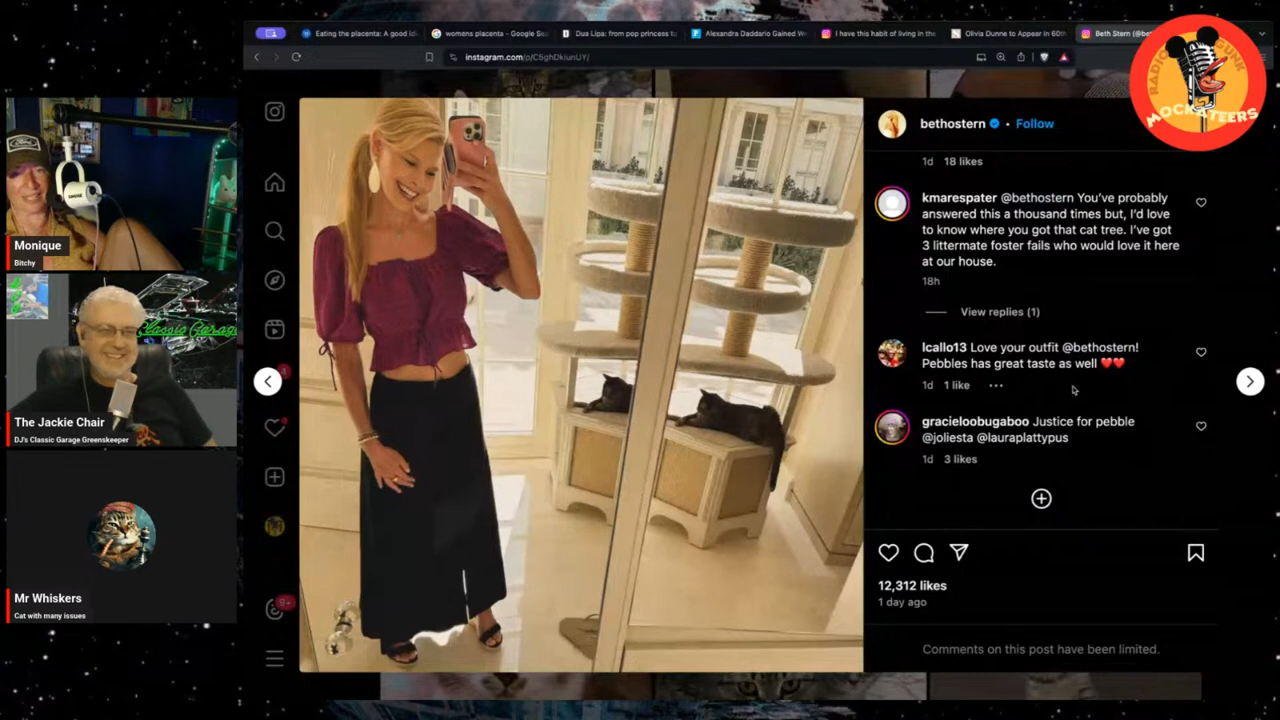 Eating the placenta: A good id
womens placenta - Google Se
Dua Lipa: from pop princess to
Alexandra Daddario Gained W
I have this habit of living in the
Olivia Dunne to Appear in 60th
Beth Stern (@be
instagram.com/p/C5ghDkiunUY/
RADIO GUNK
MOCKATEERS
bethostern • Follow
1d 18 likes
kmarespater @bethostern You've probably
answered this a thousand times but, I'd love
to know where you got that cat tree. I've got
3 littermate foster fails who would love it here
at our house.
18h
View replies (1)
lcallo13 Love your outfit @bethostern!
Pebbles has great taste as well ❤️❤️
1d 1 like •••
gracieloobugaboo Justice for pebble
@joliesta @lauraplattypus
1d 3 likes
12,312 likes
1 day ago
Comments on this post have been limited.
9+
Ford
SHURE
Monique
Bitchy
Classic Garage
The Jackie Chair
DJ's Classic Garage Greenskeeper
Mr Whiskers
Cat with many issues